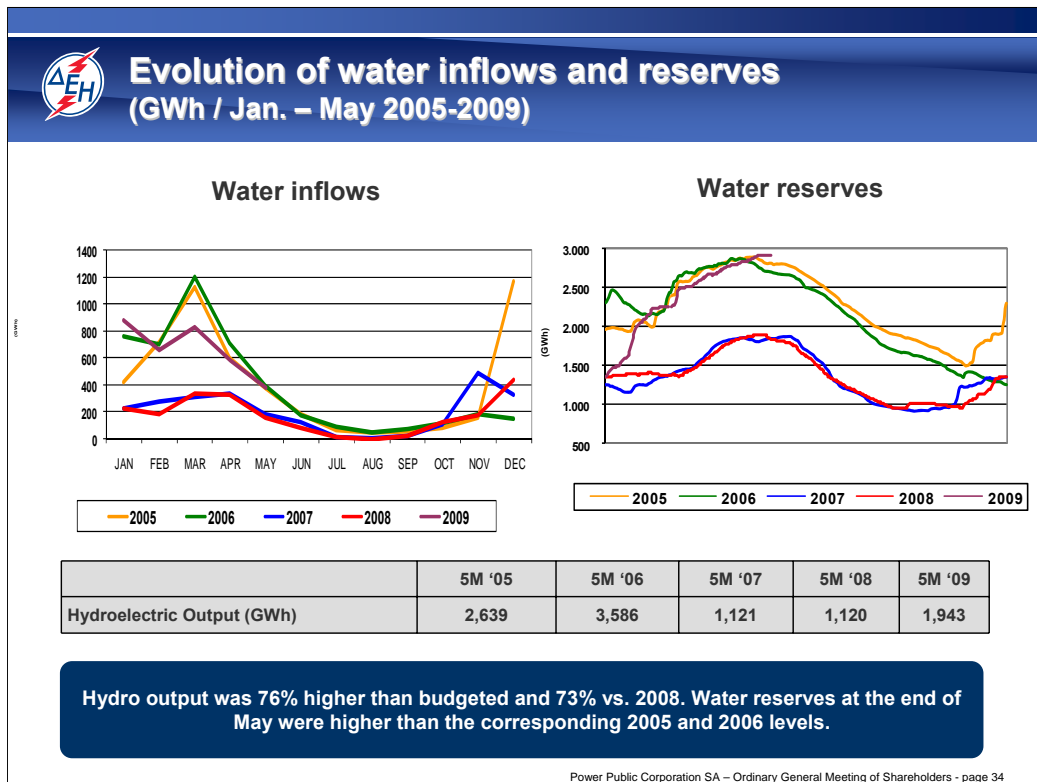 ΔEH
Evolution of water inflows and reserves
(GWh / Jan. – May 2005-2009)
Water inflows
Water reserves
1400
1200
1000
800
600
400
200
0
(GWh)
JAN FEB MAR APR MAY JUN JUL AUG SEP OCT NOV DEC
2005 2006 2007 2008 2009
3.000
2.500
2.000
1.500
1.000
500
(GWh)
2005 2006 2007 2008 2009
5M ‘05 5M ‘06 5M ‘07 5M ‘08 5M ‘09
Hydroelectric Output (GWh) 2,639 3,586 1,121 1,120 1,943
Hydro output was 76% higher than budgeted and 73% vs. 2008. Water reserves at the end of
May were higher than the corresponding 2005 and 2006 levels.
Power Public Corporation SA – Ordinary General Meeting of Shareholders - page 34